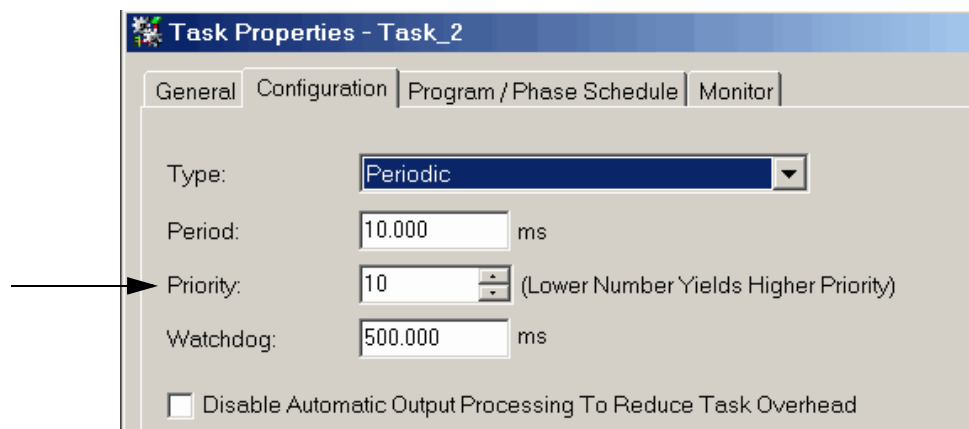 Task Properties - Task_2
General Configuration Program / Phase Schedule Monitor
Type: Periodic
Period: 10.000 ms
Priority: 10 (Lower Number Yields Higher Priority)
Watchdog: 500.000 ms
Disable Automatic Output Processing To Reduce Task Overhead